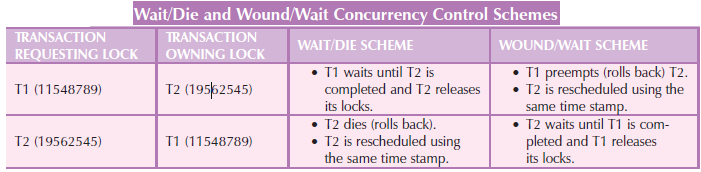 Wait/Die and Wound/Wait Concurrency Control Schemes
TRANSACTION
REQUESTING LOCK
TRANSACTION
OWNING LOCK
WAIT/DIE SCHEME
WOUND/WAIT SCHEME
T1 (11548789)
T2 (19562545)
• T1 waits until T2 is
completed and T2 releases
its locks.
• T1 preempts (rolls back) T2.
• T2 is rescheduled using the
same time stamp.
T2 (19562545)
T1 (11548789)
• T2 dies (rolls back).
• T2 is rescheduled using
the same time stamp.
• T2 waits until T1 is com-
pleted and T1 releases
its locks.